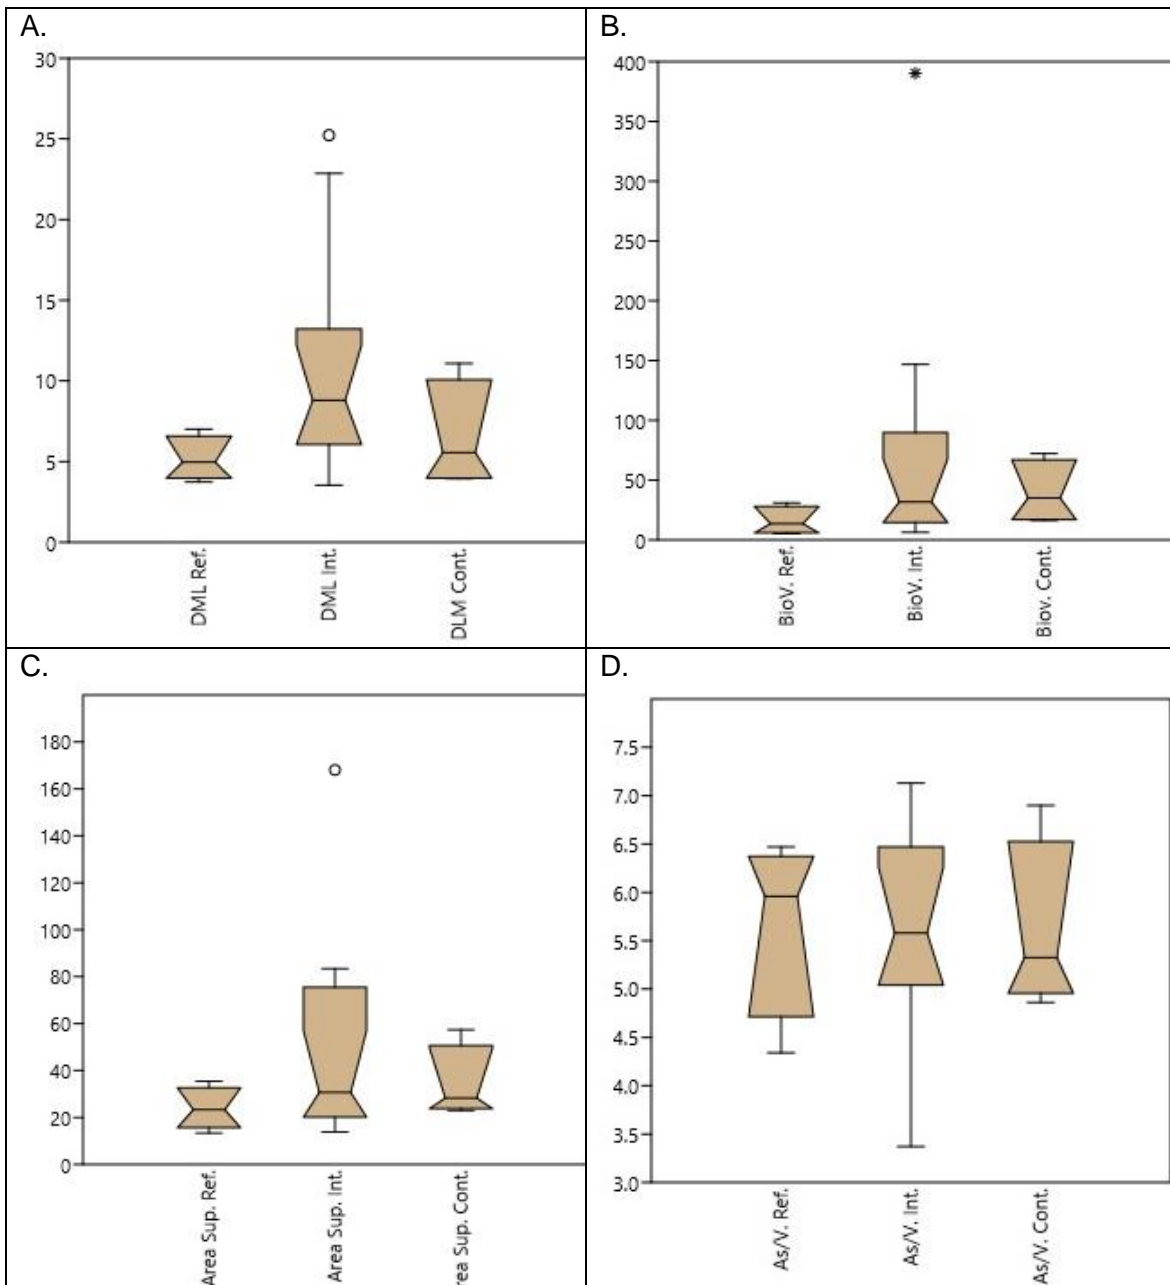 A.
30
25
20
15
10
5
0
DML Ref.
DML Int.
DLM Cont.
B.
400
350
300
250
200
150
100
50
0
BioV. Ref.
BioV. Int.
Biov. Cont.
C.
180
160
140
120
100
80
60
40
20
0
Area Sup. Ref.
Area Sup. Int.
rea Sup. Cont.
D.
7.5
7.0
6.5
6.0
5.5
5.0
4.5
4.0
3.5
3.0
As/V. Ref.
As/V. Int.
As/V. Cont.